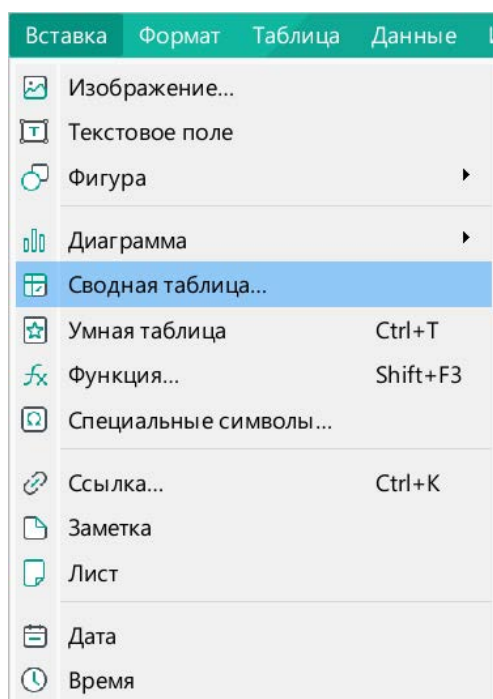 Вставка Формат Таблица Данные
Изображение...
Текстовое поле
Фигура
Диаграмма
Сводная таблица...
Умная таблица Ctrl+T
Функция... Shift+F3
Специальные символы...
Ссылка... Ctrl+K
Заметка
Лист
Дата
Время